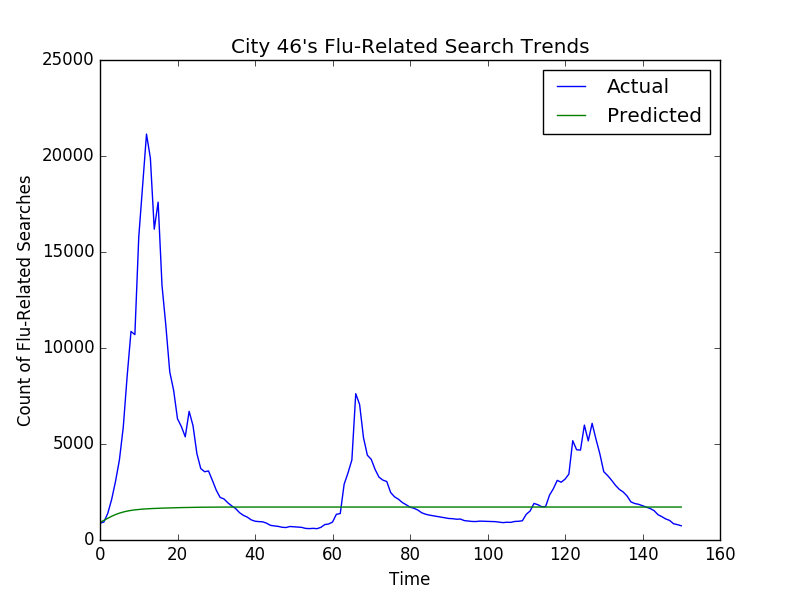 City 46's Flu-Related Search Trends
25000
20000
15000
10000
5000
0
Count of Flu-Related Searches
Actual
Predicted
0 20 40 60 80 100 120 140 160
Time